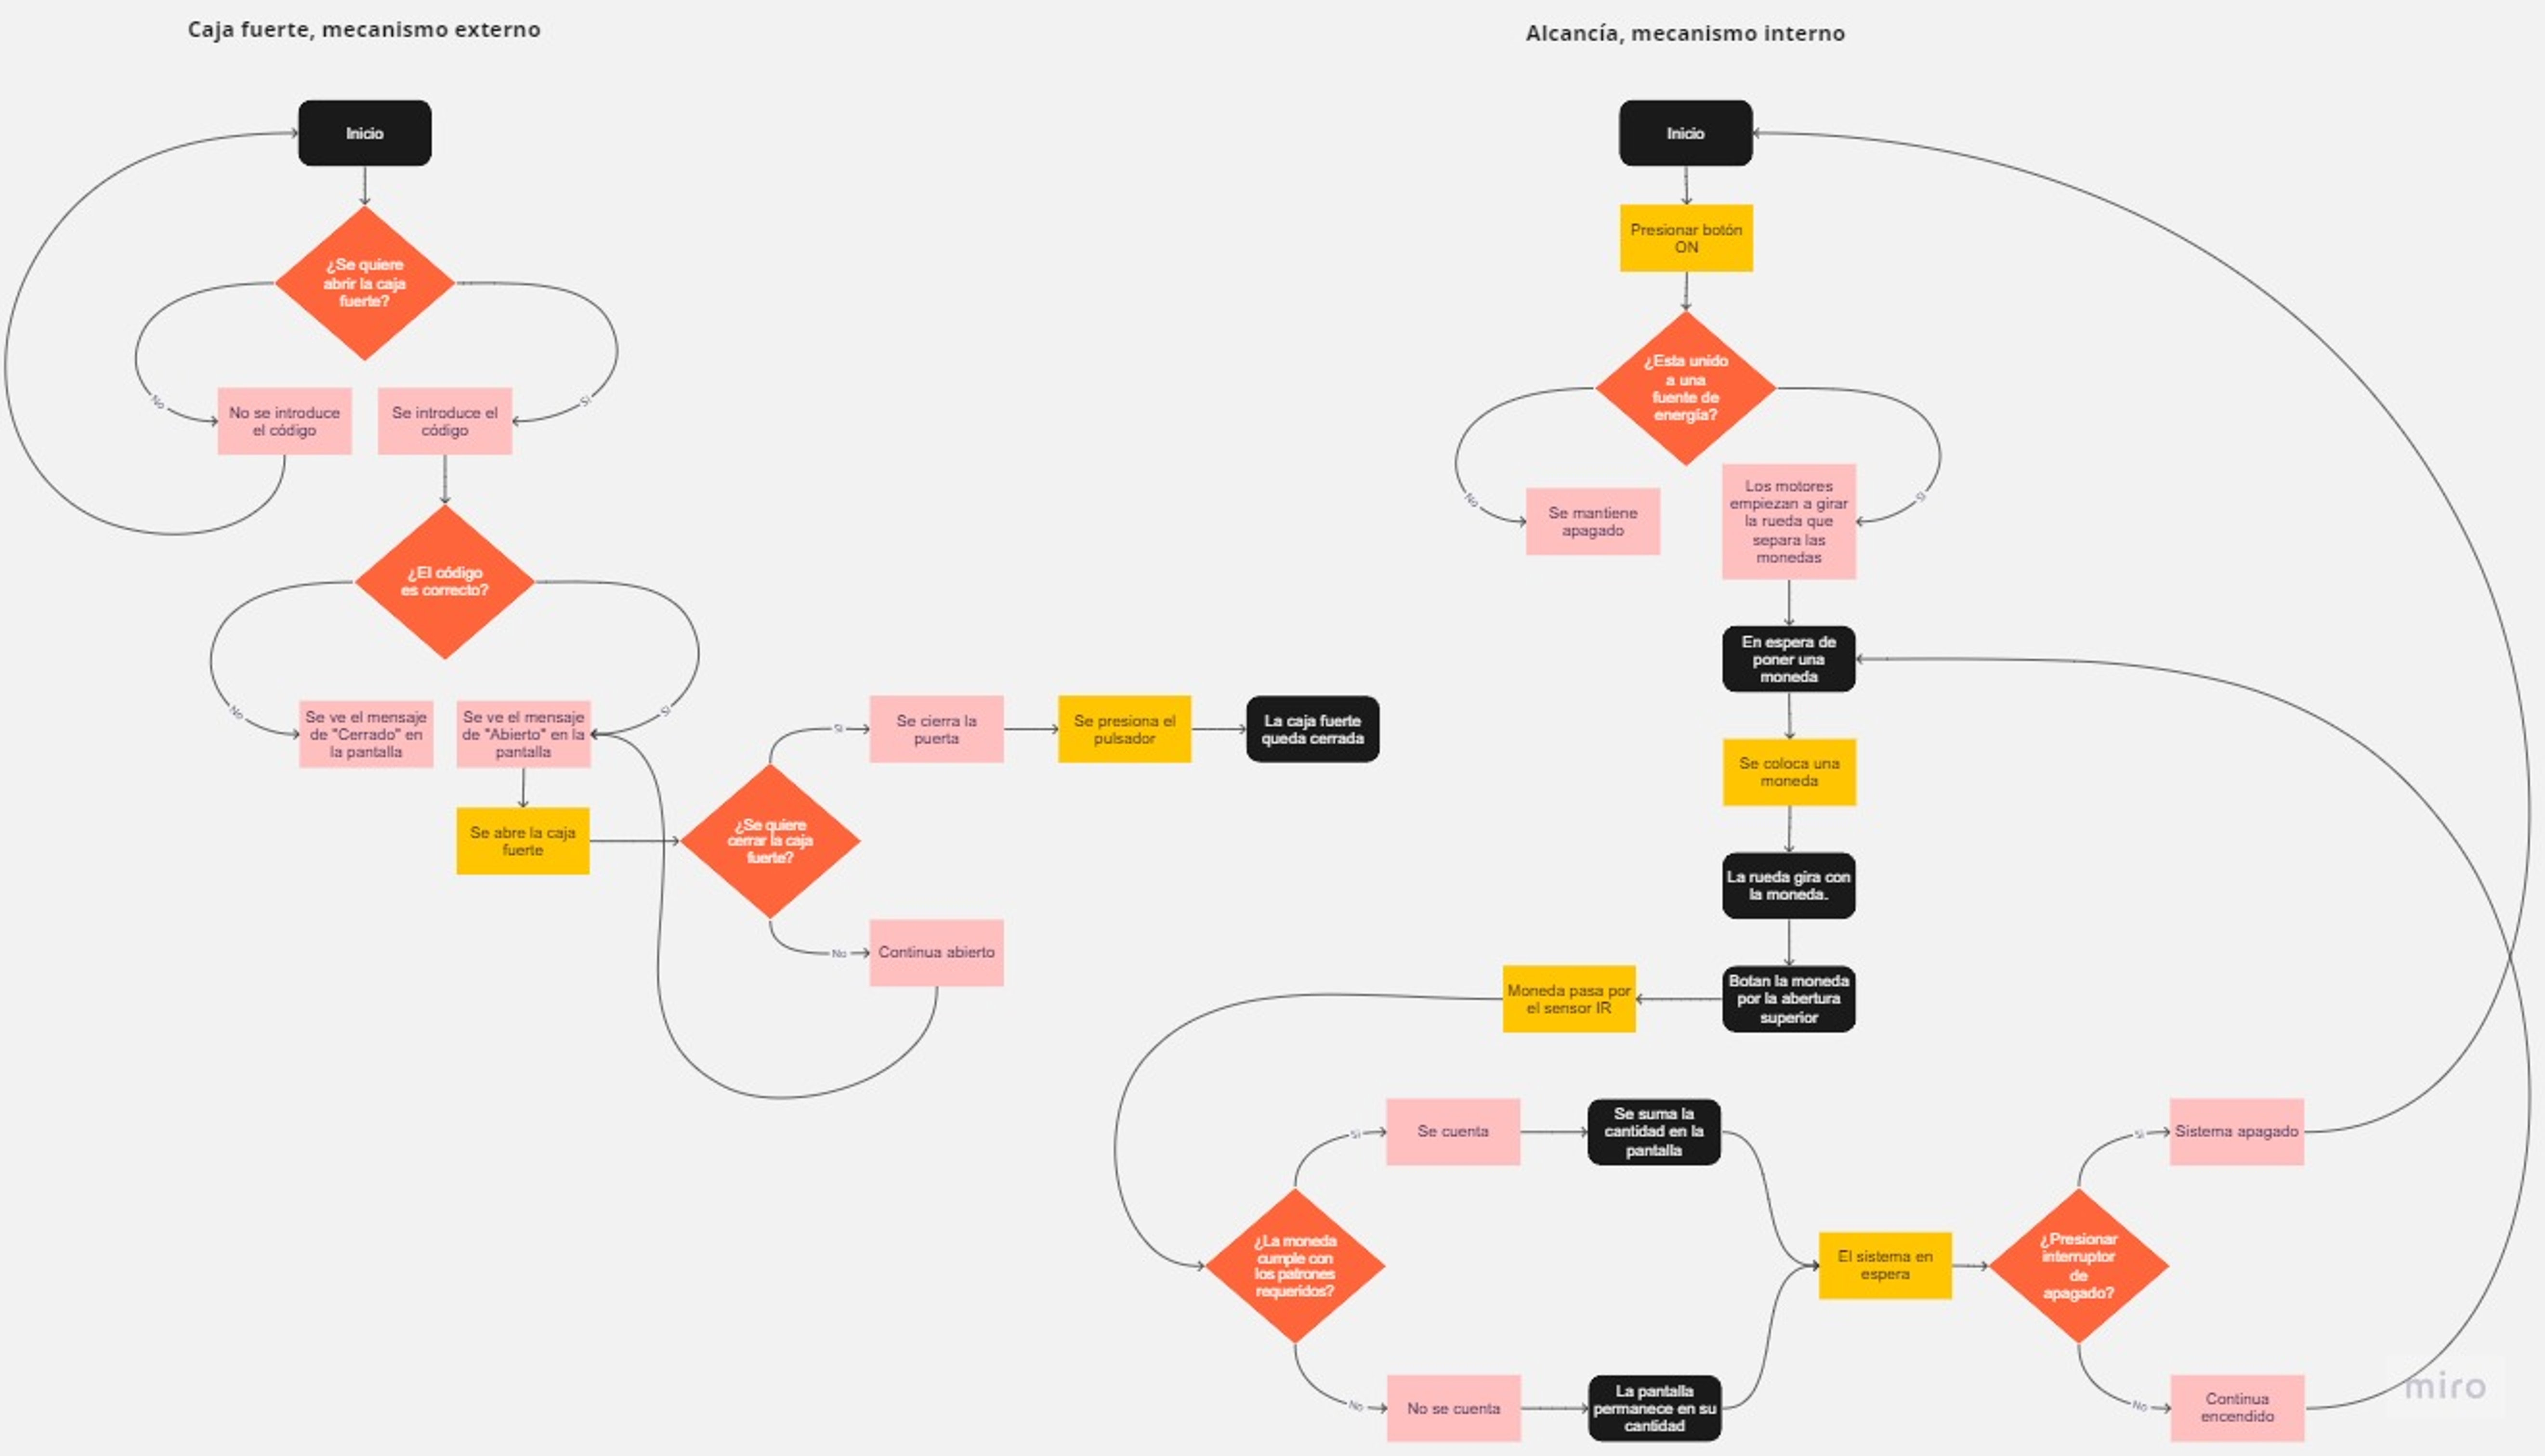 Caja fuerte, mecanismo externo
Inicio
¿Se quiere
abrir la caja
fuerte?
No
Si
No se introduce
el código
Se introduce el
código
¿El código
es correcto?
No
Si
Se ve el mensaje
de "Cerrado" en
la pantalla
Se ve el mensaje
de "Abierto" en la
pantalla
Se abre la caja
fuerte
¿Se quiere
cerrar la caja
fuerte?
Si
Se cierra la
puerta
Se presiona el
pulsador
La caja fuerte
queda cerrada
No
Continua abierto
Alcancía, mecanismo interno
Inicio
Presionar botón
ON
¿Esta unido
a una
fuente de
energía?
No
Si
Se mantiene
apagado
Los motores
empiezan a girar
la rueda que
separa las
monedas
En espera de
poner una
moneda
Se coloca una
moneda
La rueda gira con
la moneda.
Botan la moneda
por la abertura
superior
Moneda pasa por
el sensor IR
¿La moneda
cumple con
los patrones
requeridos?
Si
Se cuenta
Se suma la
cantidad en la
pantalla
No
No se cuenta
La pantalla
permanece en su
cantidad
El sistema en
espera
¿Presionar
interruptor
de
apagado?
Si
Sistema apagado
No
Continua
encendido
miro